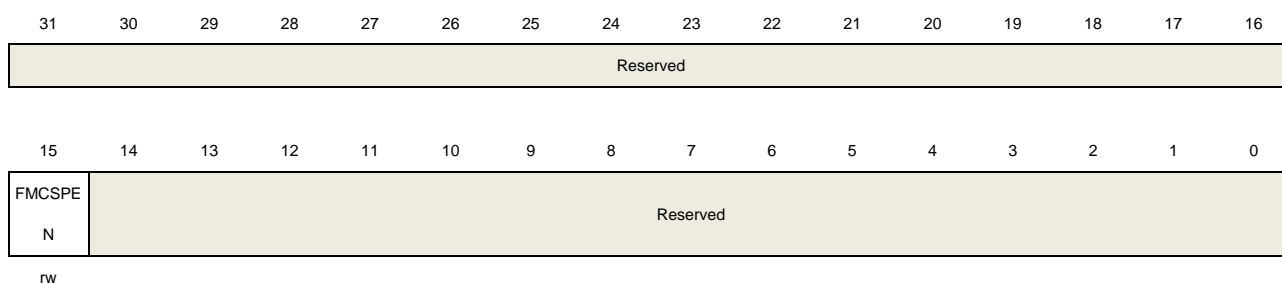 31 30 29 28 27 26 25 24 23 22 21 20 19 18 17 16
Reserved
15 14 13 12 11 10 9 8 7 6 5 4 3 2 1 0
FMCSPE
N
Reserved
rw